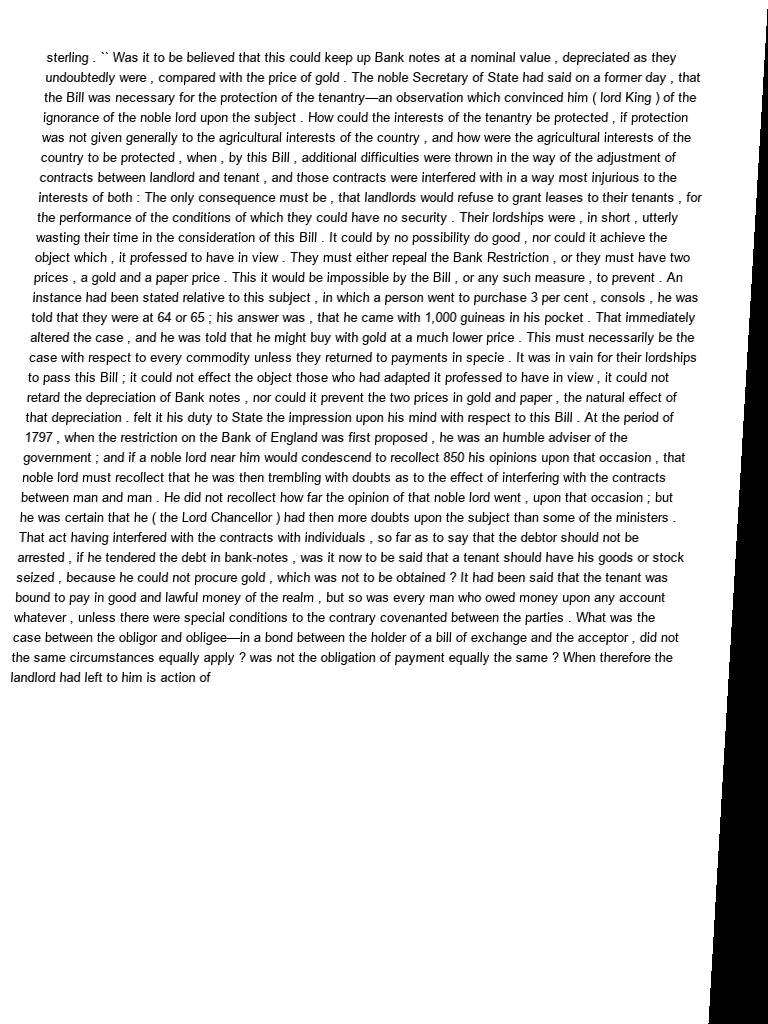 sterling . `` Was it to be believed that this could keep up Bank notes at a nominal value , depreciated as they
undoubtedly were , compared with the price of gold . The noble Secretary of State had said on a former day , that
the Bill was necessary for the protection of the tenantry—an observation which convinced him ( lord King ) of the
ignorance of the noble lord upon the subject . How could the interests of the tenantry be protected , if protection
was not given generally to the agricultural interests of the country , and how were the agricultural interests of the
country to be protected , when , by this Bill , additional difficulties were thrown in the way of the adjustment of
contracts between landlord and tenant , and those contracts were interfered with in a way most injurious to the
interests of both : The only consequence must be , that landlords would refuse to grant leases to their tenants , for
the performance of the conditions of which they could have no security . Their lordships were , in short , utterly
wasting their time in the consideration of this Bill . It could by no possibility do good , nor could it achieve the
object which , it professed to have in view . They must either repeal the Bank Restriction , or they must have two
prices , a gold and a paper price . This it would be impossible by the Bill , or any such measure , to prevent . An
instance had been stated relative to this subject , in which a person went to purchase 3 per cent , consols , he was
told that they were at 64 or 65 ; his answer was , that he came with 1,000 guineas in his pocket . That immediately
altered the case , and he was told that he might buy with gold at a much lower price . This must necessarily be the
case with respect to every commodity unless they returned to payments in specie . It was in vain for their lordships
to pass this Bill ; it could not effect the object those who had adapted it professed to have in view , it could not
retard the depreciation of Bank notes , nor could it prevent the two prices in gold and paper , the natural effect of
that depreciation . felt it his duty to State the impression upon his mind with respect to this Bill . At the period of
1797 , when the restriction on the Bank of England was first proposed , he was an humble adviser of the
government ; and if a noble lord near him would condescend to recollect 850 his opinions upon that occasion , that
noble lord must recollect that he was then trembling with doubts as to the effect of interfering with the contracts
between man and man . He did not recollect how far the opinion of that noble lord went , upon that occasion ; but
he was certain that he ( the Lord Chancellor ) had then more doubts upon the subject than some of the ministers .
That act having interfered with the contracts with individuals , so far as to say that the debtor should not be
arrested , if he tendered the debt in bank-notes , was it now to be said that a tenant should have his goods or stock
seized , because he could not procure gold , which was not to be obtained ? It had been said that the tenant was
bound to pay in good and lawful money of the realm , but so was every man who owed money upon any account
whatever , unless there were special conditions to the contrary covenanted between the parties . What was the
case between the obligor and obligee—in a bond between the holder of a bill of exchange and the acceptor , did not
the same circumstances equally apply ? was not the obligation of payment equally the same ? When therefore the
landlord had left to him is action of